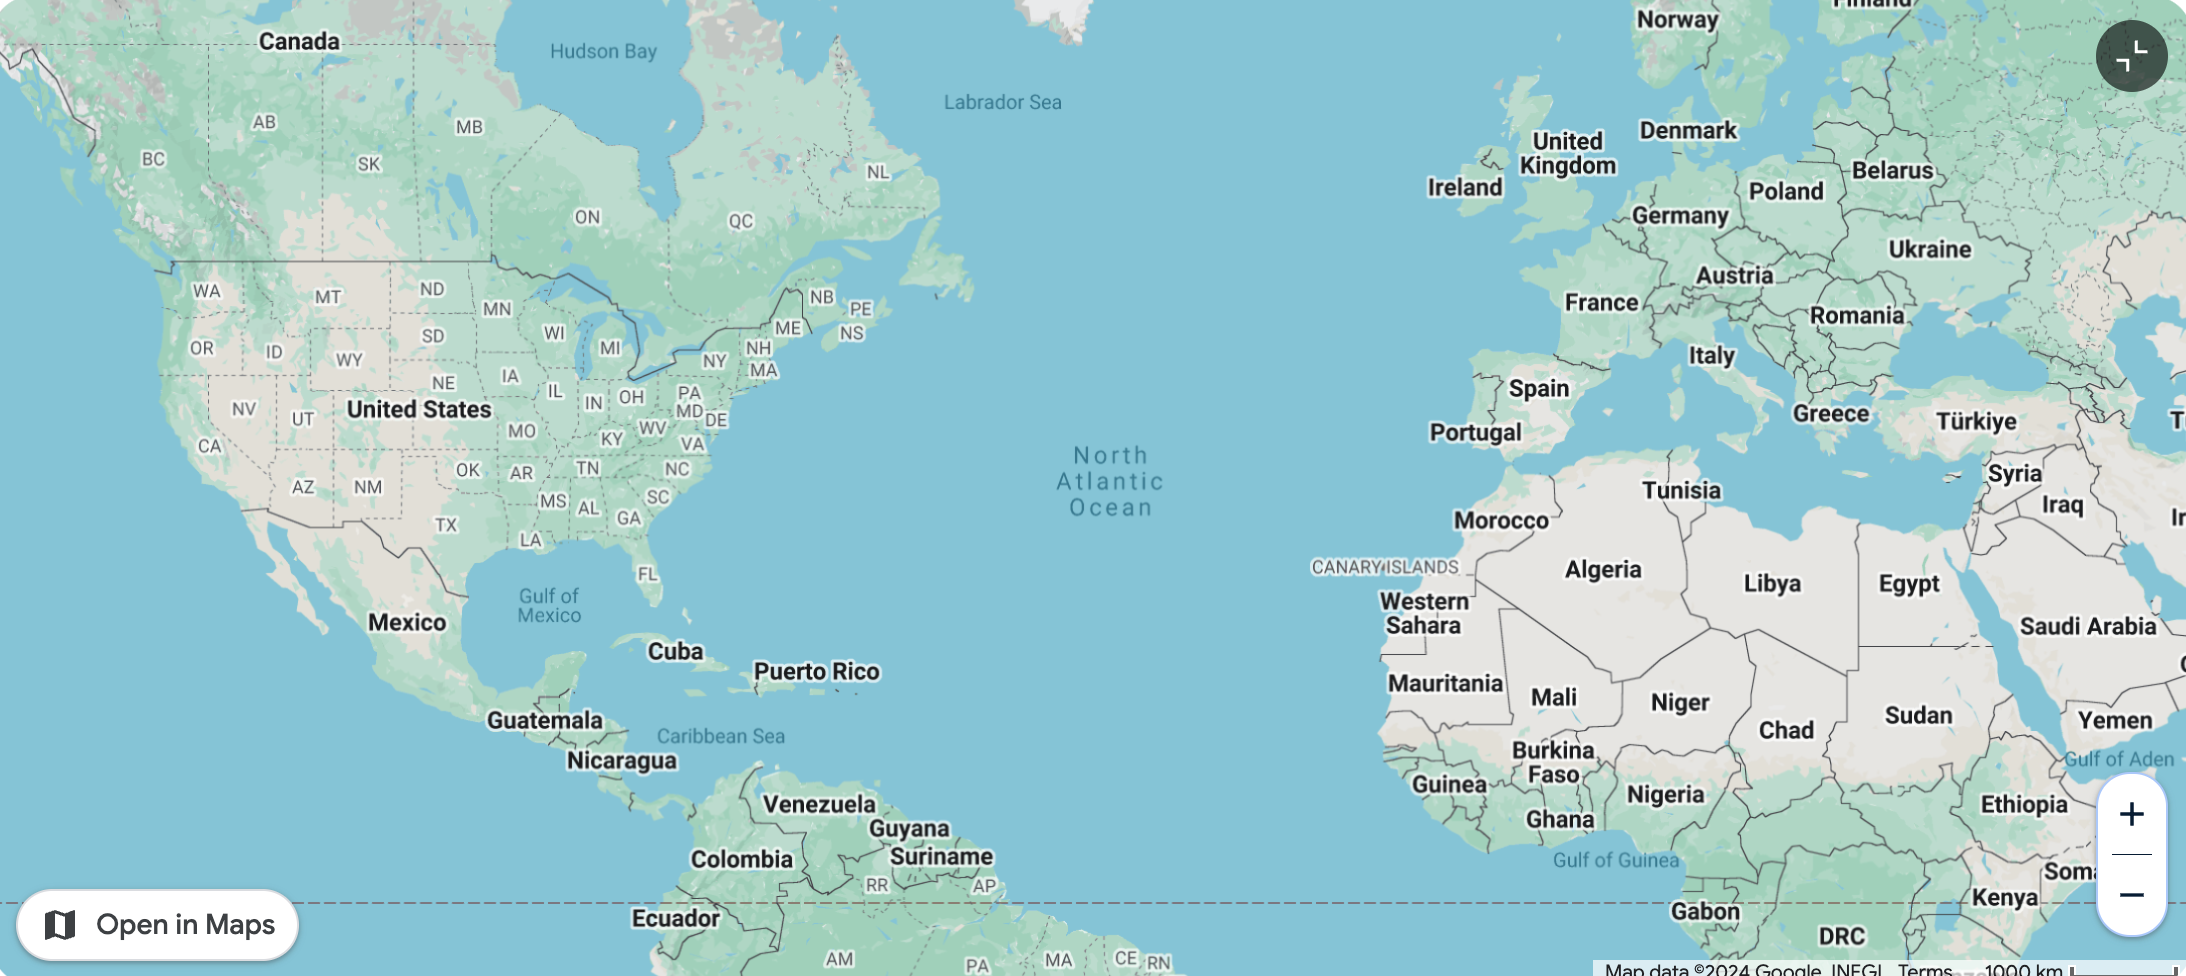 Canada
Hudson Bay
Labrador Sea
Norway
Finland
AB
MB
BC
SK
NL
ON
QC
United
Kingdom
Denmark
Ireland
Belarus
Poland
Germany
Ukraine
Austria
France
Romania
Italy
Spain
Greece
Portugal
Türkiye
WA
MT
ND
MN
NB
PE
NS
ME
OR
ID
WY
SD
WI
MI
NY
NH
MA
NE
IA
IL
IN
OH
PA
MD
DE
NV
UT
United States
CA
MO
KY
WV
VA
AZ
NM
OK
AR
TN
NC
MS
AL
GA
SC
TX
LA
FL
North
Atlantic
Ocean
Syria
Iraq
Tunisia
Morocco
CANARY ISLANDS
Algeria
Libya
Egypt
Western
Sahara
Saudi Arabia
Gulf of
Mexico
Mexico
Cuba
Puerto Rico
Guatemala
Caribbean Sea
Nicaragua
Mauritania
Mali
Niger
Chad
Sudan
Yemen
Gulf of Aden
Burkina
Faso
Guinea
Nigeria
Ghana
Ethiopia
Gulf of Guinea
Venezuela
Guyana
Colombia
Suriname
RR
AP
Ecuador
AM
PA
MA
CE
RN
Gabon
DRC
Kenya
Soma
+
−
Open in Maps
Map data ©2024 Google, INEGI
Terms
1000 km